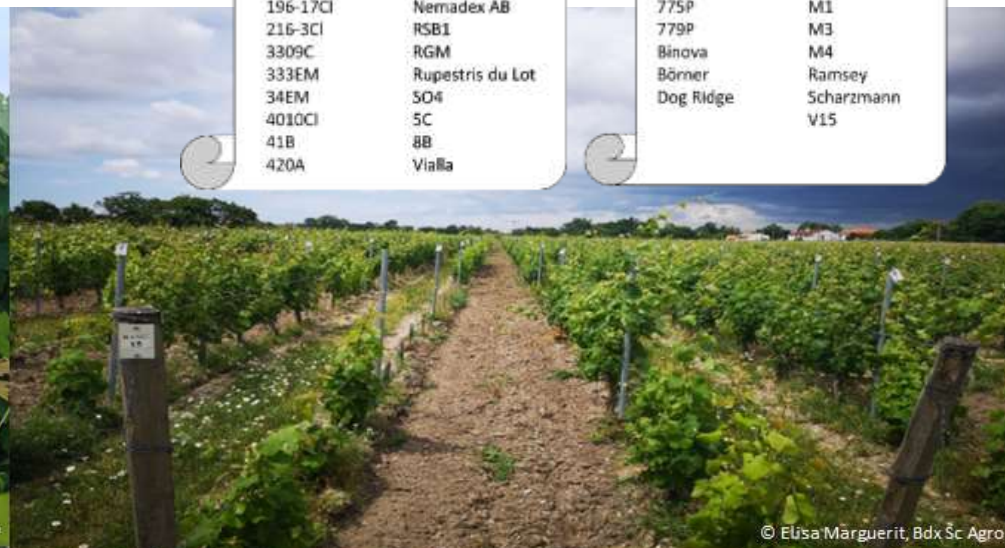 196-17Cl Nemadex AB
216-3Cl RSB1
3309C RGM
333EM Rupestris du Lot
34EM SO4
4010Cl 5C
41B 8B
420A Vialla
775P M1
779P M3
Binova M4
Börner Ramsey
Dog Ridge Scharzmann
V15
© Elisa Marguerit, Bdx Sc Agro